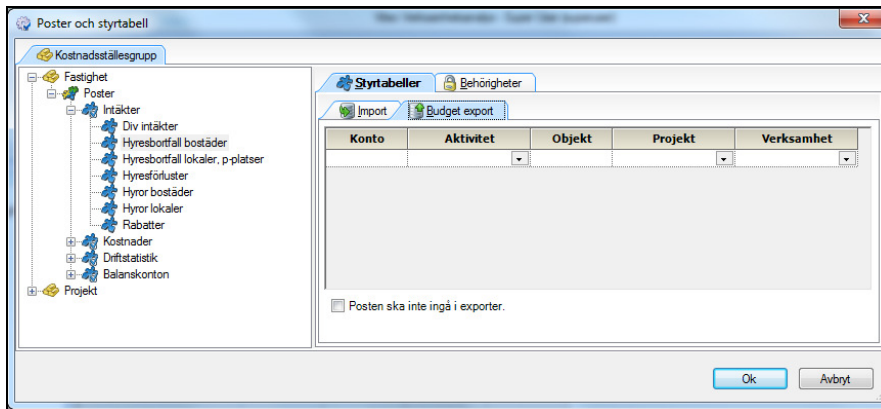 Poster och styrtabell
Kostnadsställesgrupp
Fastighet
Poster
Intäkter
Div intäkter
Hyresbortfall bostäder
Hyresbortfall lokaler, p-platser
Hyresförluster
Hyror bostäder
Hyror lokaler
Rabatter
Kostnader
Driftstatistik
Balanskonton
Projekt
Styrtabeller Behörigheter
Import Budget export
Konto Aktivitet Objekt Projekt Verksamhet
Posten ska inte ingå i exporter.
Ok Avbryt